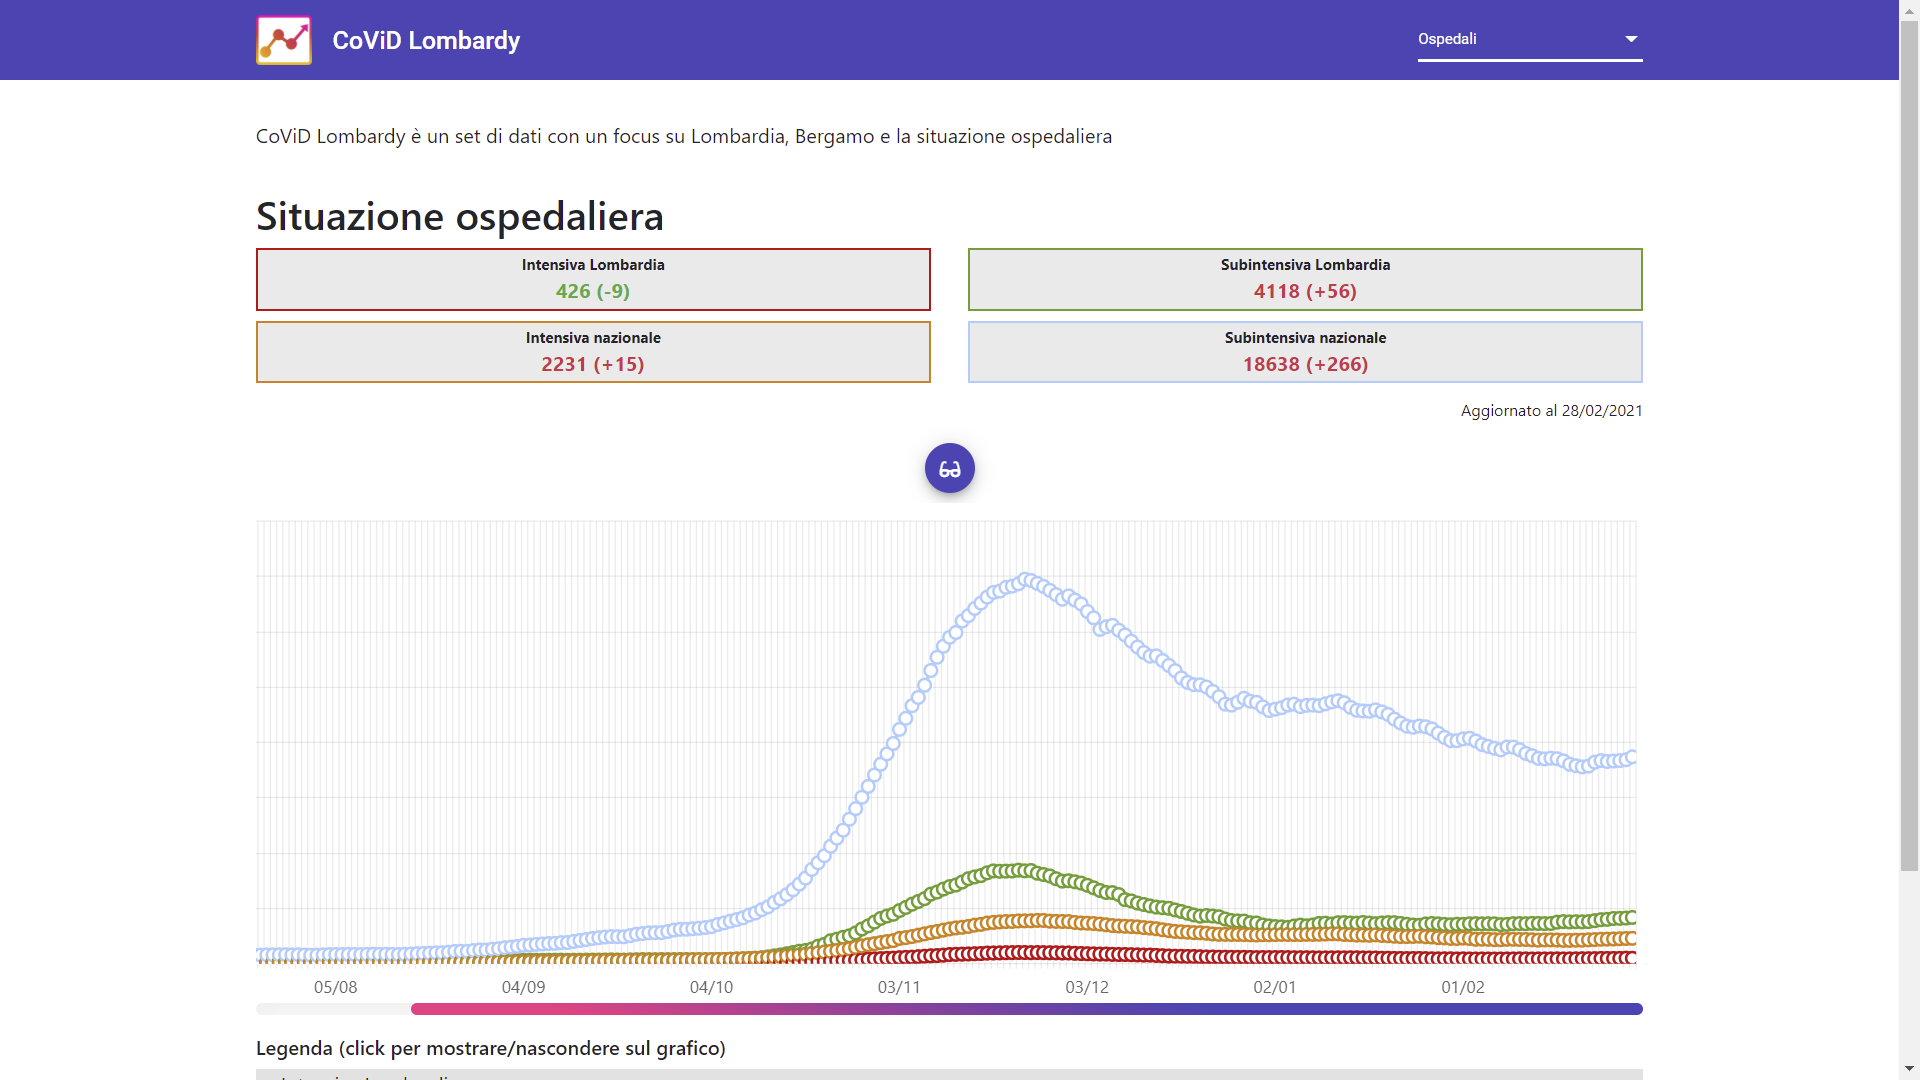 CoViD Lombardy
Ospedali
CoViD Lombardy è un set di dati con un focus su Lombardia, Bergamo e la situazione ospedaliera
Situazione ospedaliera
Intensiva Lombardia
426 (-9)
Subintensiva Lombardia
4118 (+56)
Intensiva nazionale
2231 (+15)
Subintensiva nazionale
18638 (+266)
Aggiornato al 28/02/2021
05/08 04/09 04/10 03/11 03/12 02/01 01/02
Legenda (click per mostrare/nascondere sul grafico)